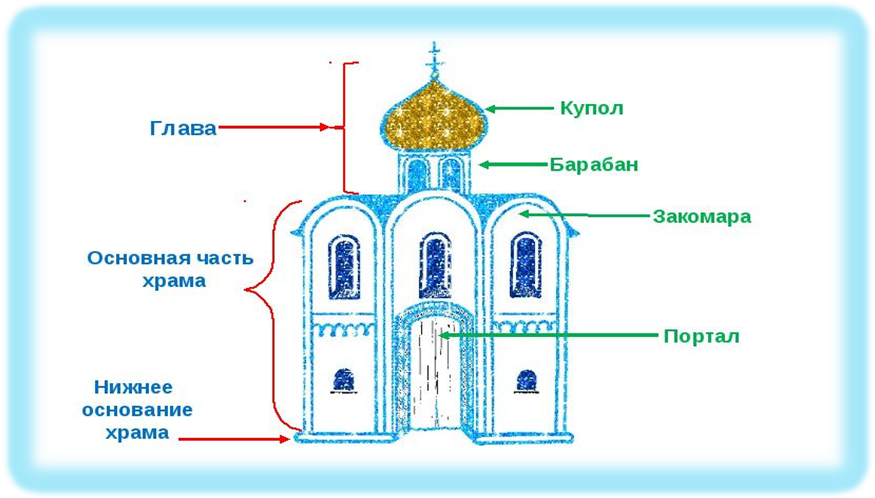 Купол
Глава
Барабан
Закомара
Основная часть
храма
Портал
Нижнее
основание
храма